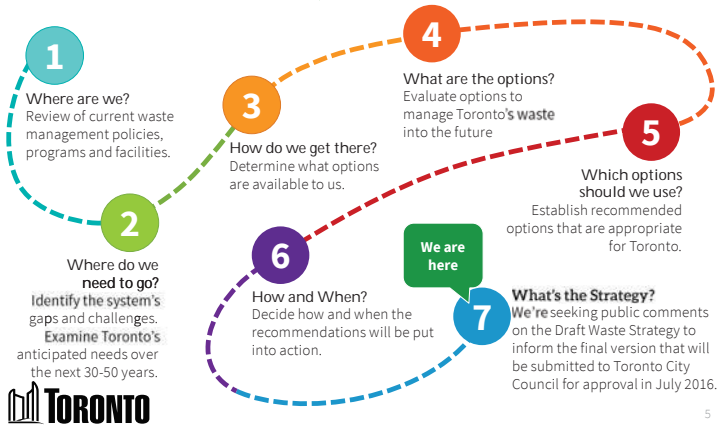 1
Where are we?
Review of current waste
management policies,
programs and facilities.
2
Where do we
need to go?
Identify the system's
gaps and challenges.
Examine Toronto's
anticipated needs over
the next 30-50 years.
3
How do we get there?
Determine what options
are available to us.
4
What are the options?
Evaluate options to
manage Toronto's waste
into the future
5
Which options
should we use?
Establish recommended
options that are appropriate
for Toronto.
6
How and When?
Decide how and when the
recommendations will be put
into action.
We are
here
7
What's the Strategy?
We're seeking public comments
on the Draft Waste Strategy to
inform the final version that will
be submitted to Toronto City
Council for approval in July 2016.
TORONTO
5